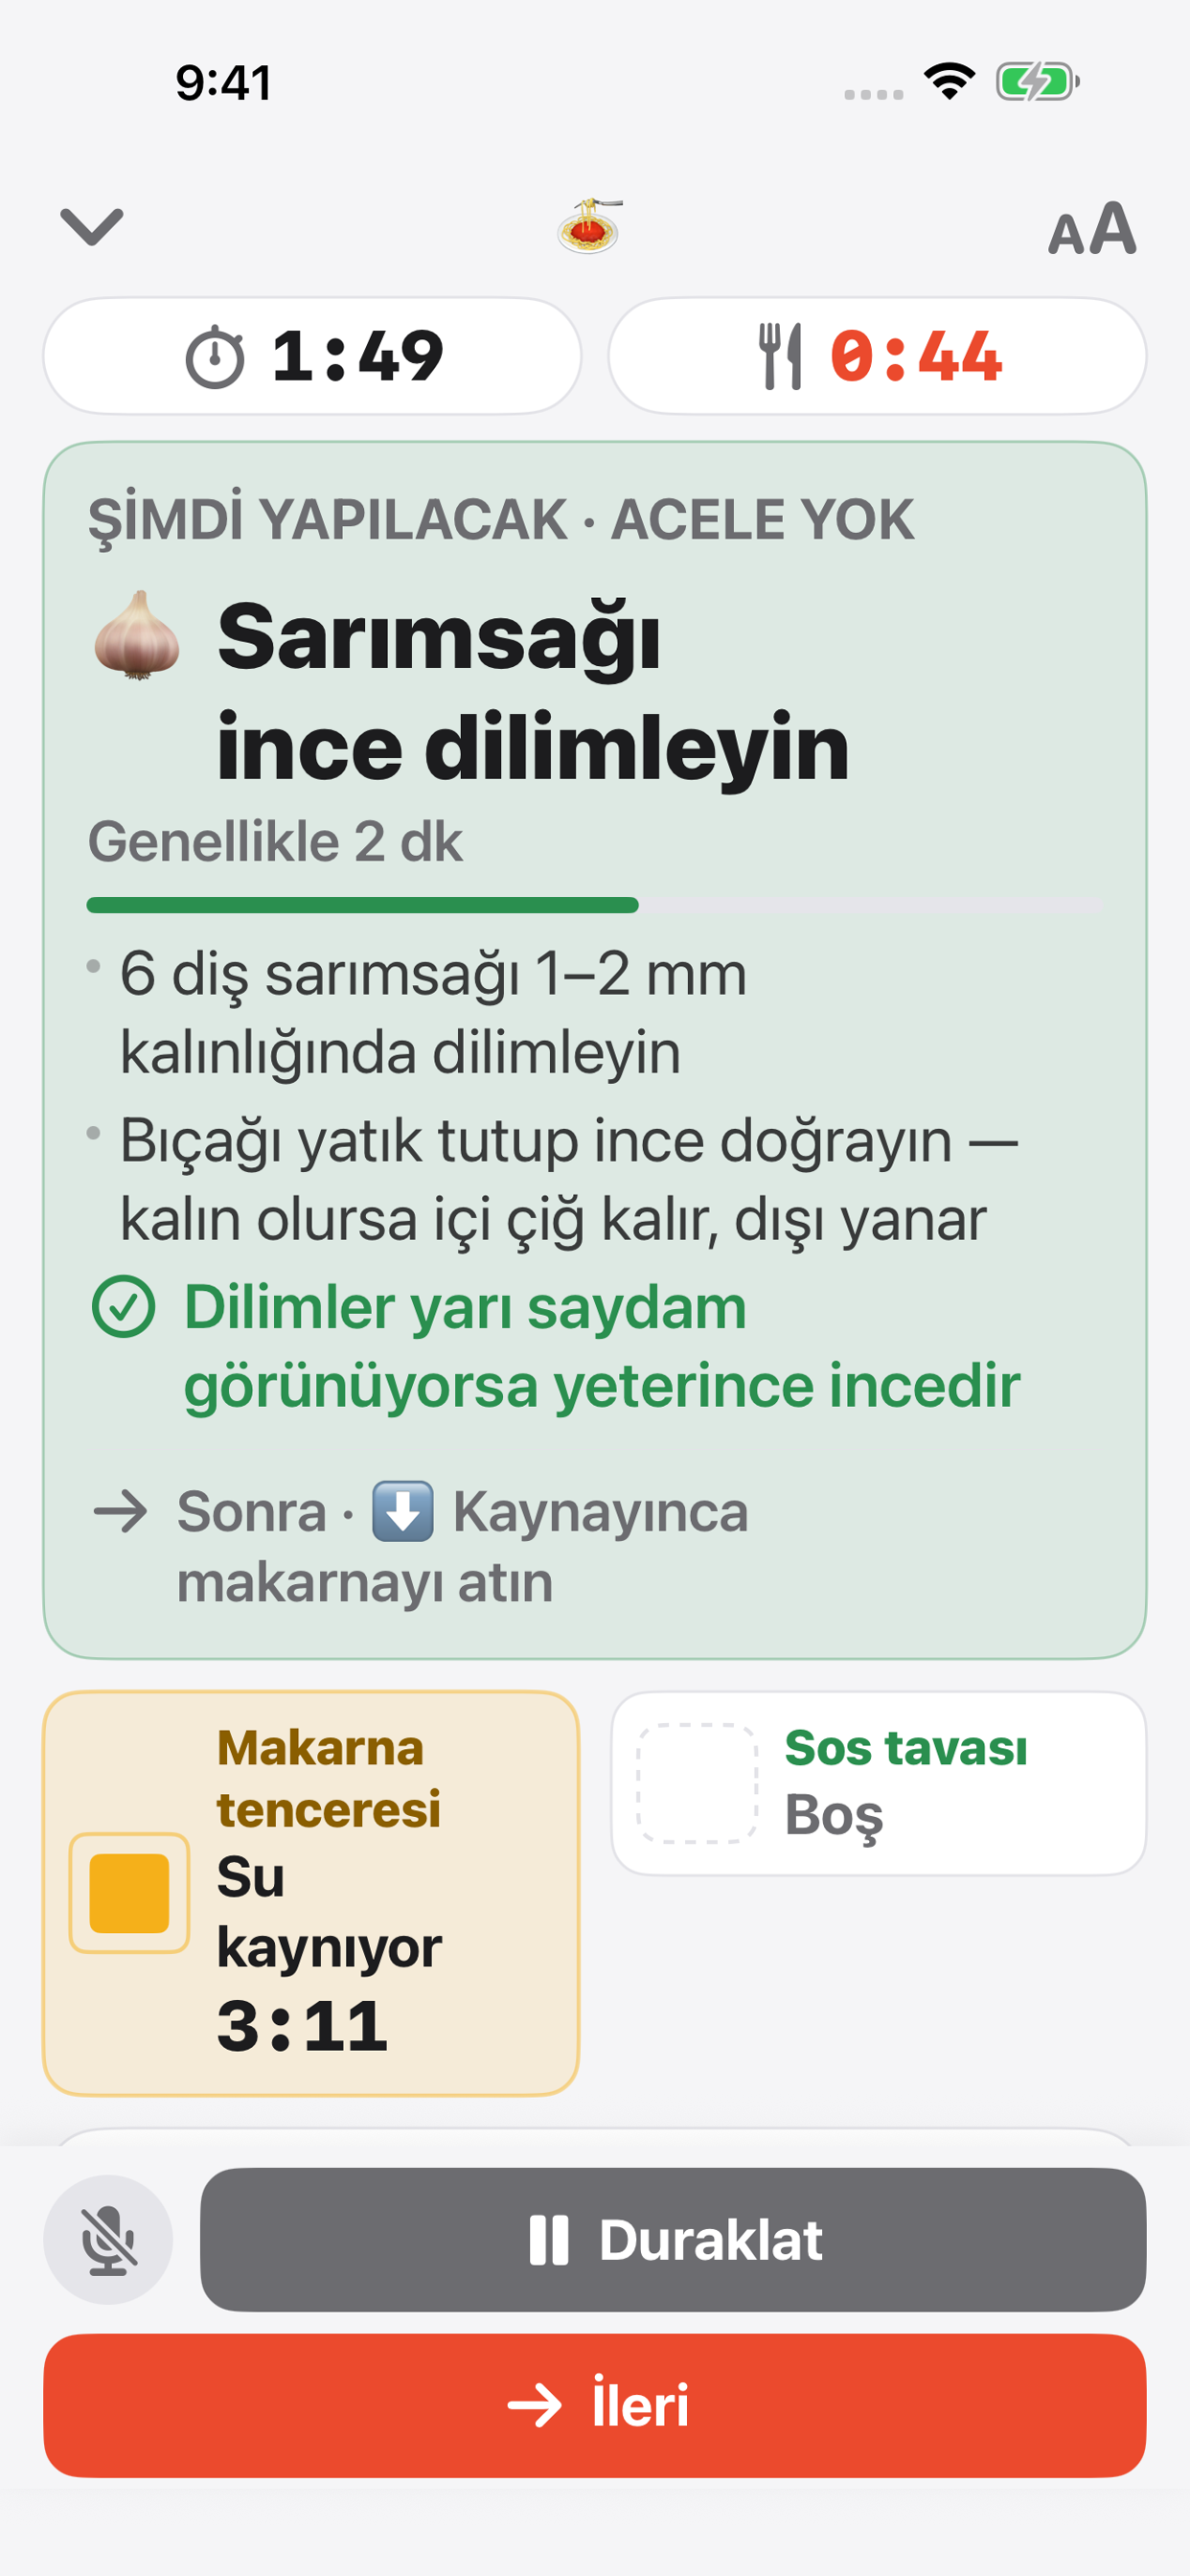 9:41
AA
1:49
0:44
ŞİMDİ YAPILACAK · ACELE YOK
Sarımsağı
ince dilimleyin
Genellikle 2 dk
• 6 diş sarımsağı 1–2 mm
kalınlığında dilimleyin
• Bıçağı yatık tutup ince doğrayın —
kalın olursa içi çiğ kalır, dışı yanar
Dilimler yarı saydam
görünüyorsa yeterince incedir
→ Sonra · ⬇️ Kaynayınca
makarnayı atın
Makarna
tenceresi
Su
kaynıyor
3:11
Sos tavası
Boş
Duraklat
→ İleri